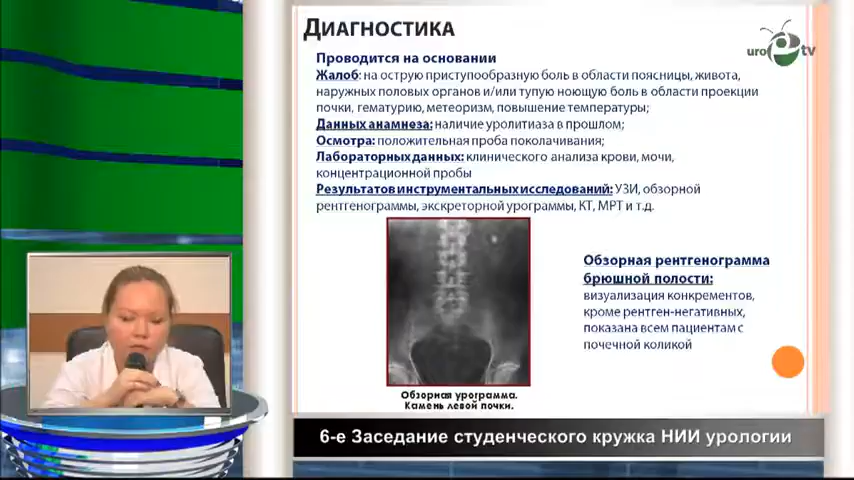 Диагностика
uro tv
Проводится на основании
Жалоб: на острую приступообразную боль в области поясницы, живота,
наружных половых органов и/или тупую ноющую боль в области проекции
почки, гематурию, метеоризм, повышение температуры;
Данных анамнеза: наличие уролитиаза в прошлом;
Осмотра: положительная проба поколачивания;
Лабораторных данных: клинического анализа крови, мочи,
концентрационной пробы
Результатов инструментальных исследований: УЗИ, обзорной
рентгенограммы, экскреторной урограммы, КТ, МРТ и т.д.
Обзорная рентгенограмма
брюшной полости:
визуализация конкрементов,
кроме рентген-негативных,
показана всем пациентам с
почечной коликой
Обзорная урограмма.
Камень левой почки.
6-е Заседание студенческого кружка НИИ урологии